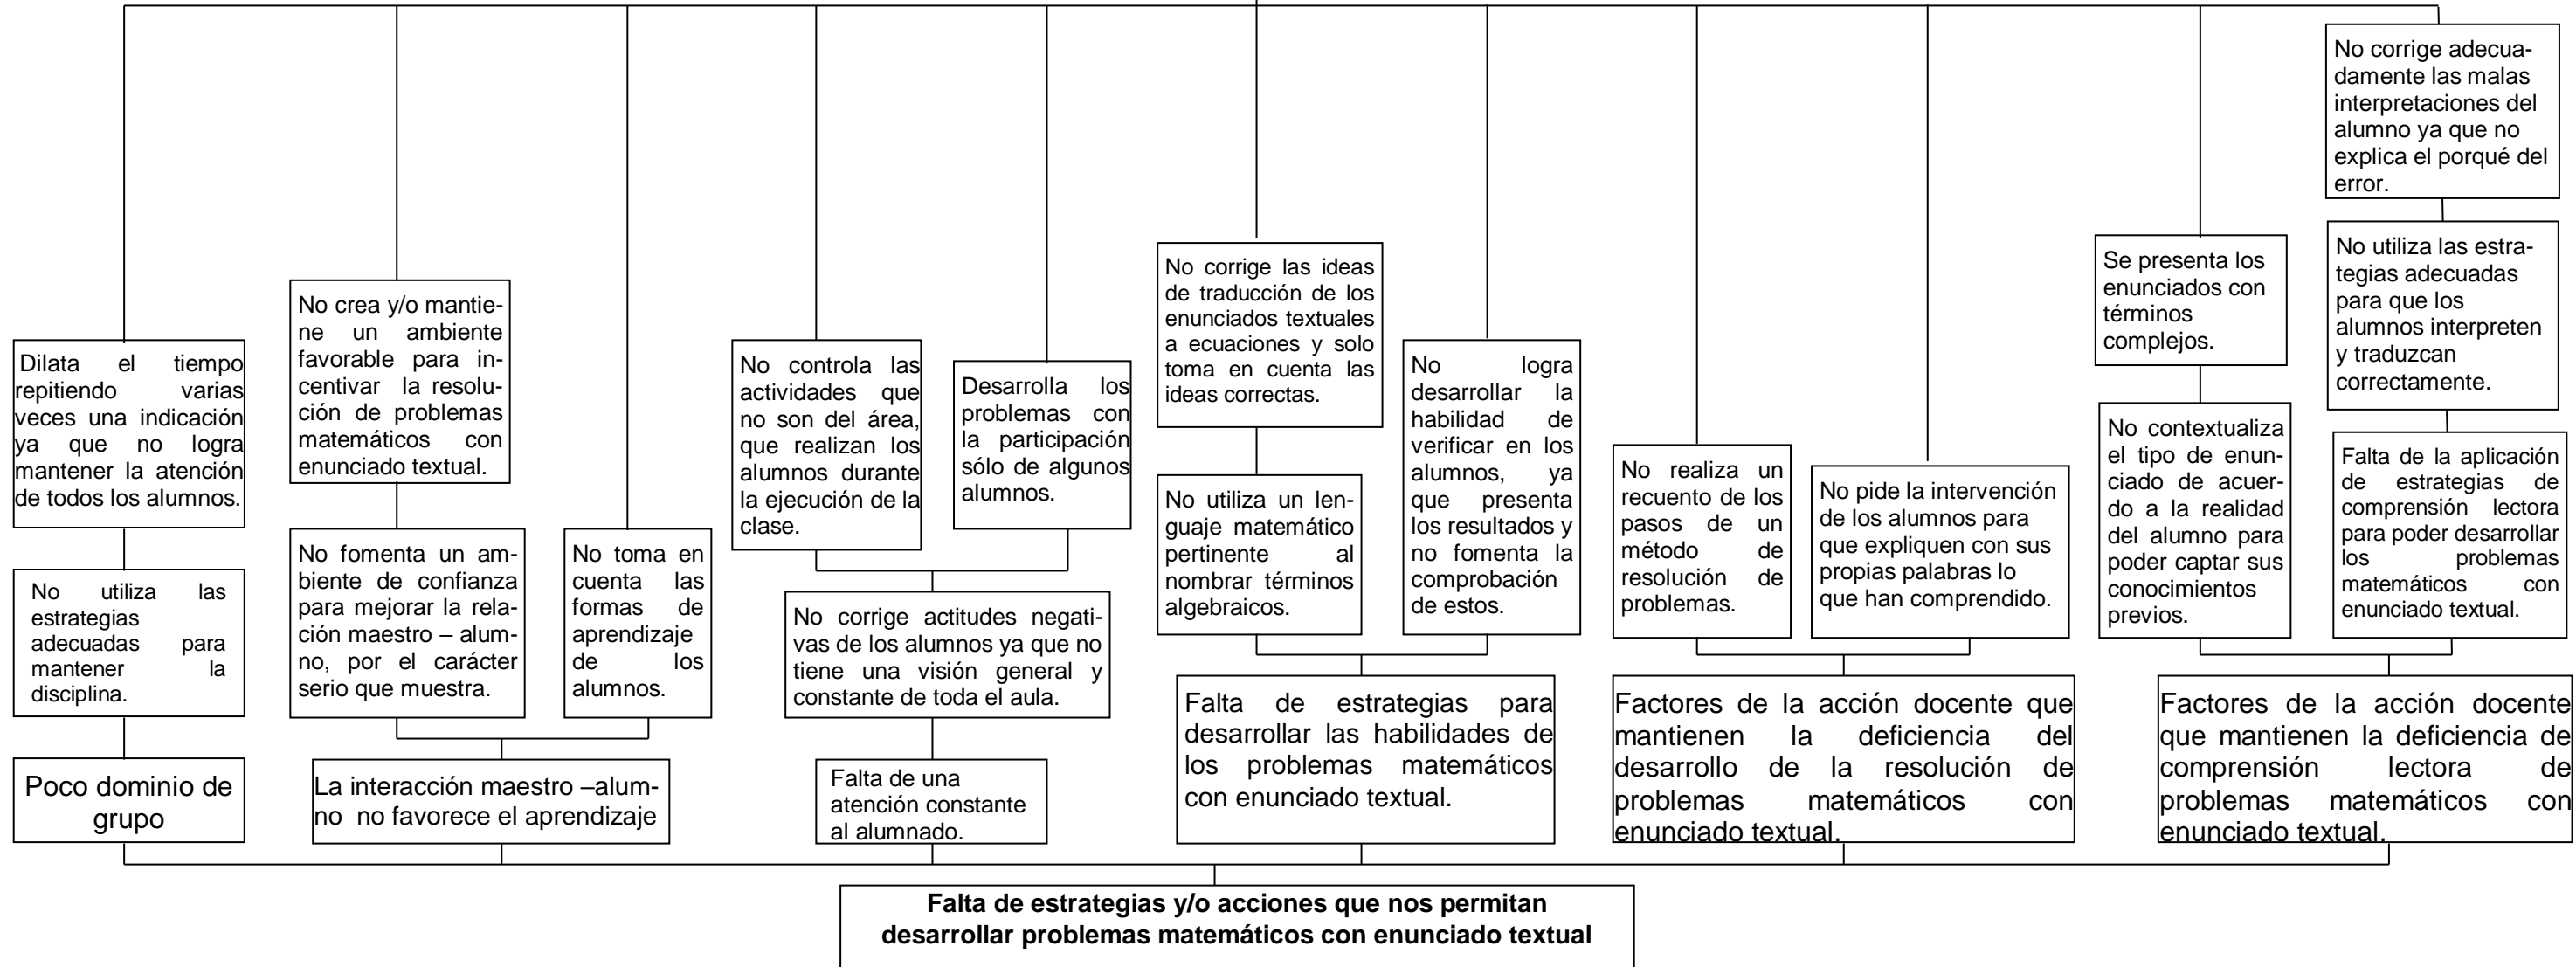 Dilata el tiempo
repitiendo varias
veces una indicación
ya que no logra
mantener la atención
de todos los alumnos.
No utiliza las
estrategias
adecuadas para
mantener la
disciplina.
Poco dominio de
grupo
No crea y/o mantie-
ne un ambiente
favorable para in-
centivar la resolu-
ción de problemas
matemáticos con
enunciado textual.
No fomenta un am-
biente de confianza
para mejorar la rela-
ción maestro – alum-
no, por el carácter
serio que muestra.
No toma en
cuenta las
formas de
aprendizaje
de los
alumnos.
La interacción maestro –alum-
no no favorece el aprendizaje
No controla las
actividades que
no son del área,
que realizan los
alumnos durante
la ejecución de la
clase.
Desarrolla los
problemas con
la participación
sólo de algunos
alumnos.
No corrige actitudes negati-
vas de los alumnos ya que no
tiene una visión general y
constante de toda el aula.
Falta de una
atención constante
al alumnado.
No corrige las ideas
de traducción de los
enunciados textuales
a ecuaciones y solo
toma en cuenta las
ideas correctas.
No utiliza un len-
guaje matemático
pertinente al
nombrar términos
algebraicos.
No logra
desarrollar la
habilidad de
verificar en los
alumnos, ya
que presenta
los resultados y
no fomenta la
comprobación
de estos.
Falta de estrategias para
desarrollar las habilidades de
los problemas matemáticos
con enunciado textual.
No realiza un
recuento de los
pasos de un
método de
resolución de
problemas.
No pide la intervención
de los alumnos para
que expliquen con sus
propias palabras lo
que han comprendido.
Factores de la acción docente que
mantienen la deficiencia del
desarrollo de la resolución de
problemas matemáticos con
enunciado textual.
Se presenta los
enunciados con
términos
complejos.
No contextualiza
el tipo de enun-
ciado de acuer-
do a la realidad
del alumno para
poder captar sus
conocimientos
previos.
No corrige adecua-
damente las malas
interpretaciones del
alumno ya que no
explica el porqué del
error.
No utiliza las estra-
tegias adecuadas
para que los
alumnos interpreten
y traduzcan
correctamente.
Falta de la aplicación
de estrategias de
comprensión lectora
para poder desarrollar
los problemas
matemáticos con
enunciado textual.
Factores de la acción docente
que mantienen la deficiencia de
comprensión lectora de
problemas matemáticos con
enunciado textual.
Falta de estrategias y/o acciones que nos permitan
desarrollar problemas matemáticos con enunciado textual